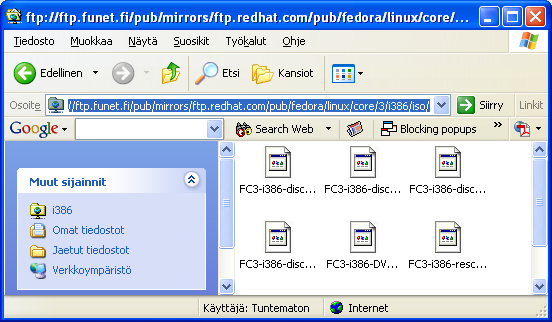 ftp://ftp.funet.fi/pub/mirrors/ftp.redhat.com/pub/fedora/linux/core/...
Tiedosto Muokkaa Näytä Suosikit Työkalut Ohje
Edellinen Etsi Kansiot
Osoite //ftp.funet.fi/pub/mirrors/ftp.redhat.com/pub/fedora/linux/core/3/i386/iso/ Siirry Linkit
Google Search Web Blocking popups »
Muut sijainnit
i386
Omat tiedostot
Jaetut tiedostot
Verkkoympäristö
FC3-i386-disc... FC3-i386-disc... FC3-i386-disc...
FC3-i386-disc... FC3-i386-DV... FC3-i386-resc...
Käyttäjä: Tuntematon Internet